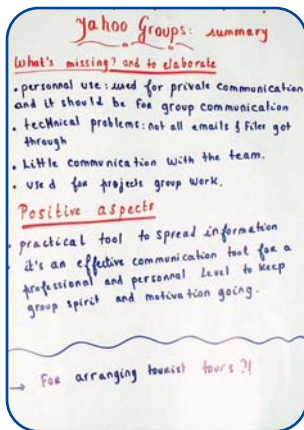 Yahoo Groups: summary
What's missing? and to elaborate
• personnal use: used for private communication
and it should be for group communication
• technical problems: not all emails & files got
through
• Little communication with the team.
• used for projects group work.
Positive aspects
• practical tool to spread information
• it's an effective communication tool for a
professional and personnel level to keep
group spirit and motivation going.
→ For arranging tourist tours?!